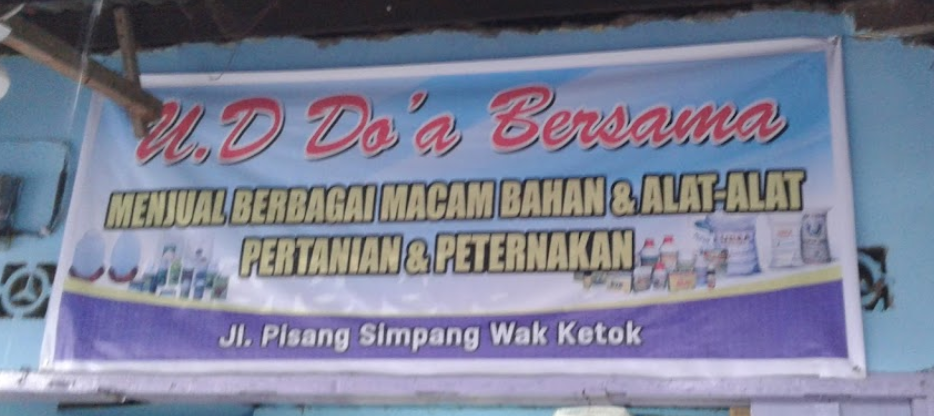 U.D Do'a Bersama
MENJUAL BERBAGAI MACAM BAHAN & ALAT-ALAT
PERTANIAN & PETERNAKAN
Jl. Pisang Simpang Wak Ketok